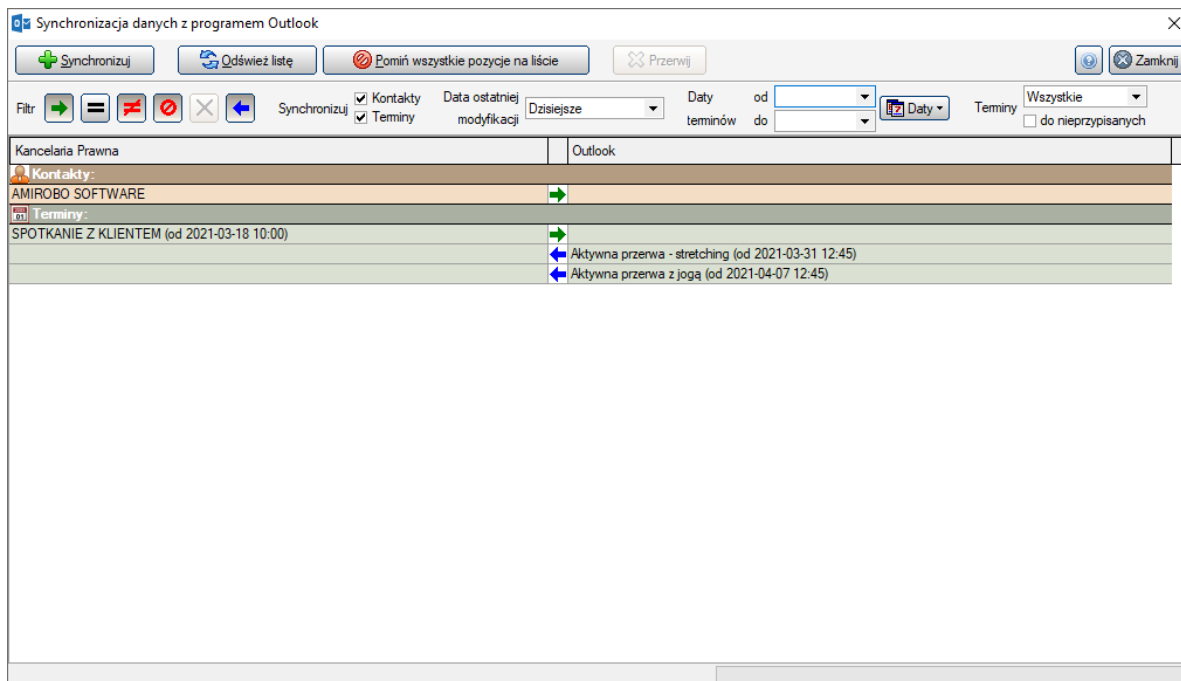 Synchronizacja danych z programem Outlook
Synchronizuj Odśwież listę Pomiń wszystkie pozycje na liście Przerwij Zamknij
Filtr Synchronizuj Kontakty Terminy Data ostatniej modyfikacji Dzisiejsze Daty terminów od do Daty Terminy Wszystkie do nieprzypisanych
Kancelaria Prawna Outlook
Kontakty:
AMIROBO SOFTWARE
Terminy:
SPOTKANIE Z KLIENTEM (od 2021-03-18 10:00)
Aktywna przerwa - stretching (od 2021-03-31 12:45)
Aktywna przerwa z jogą (od 2021-04-07 12:45)